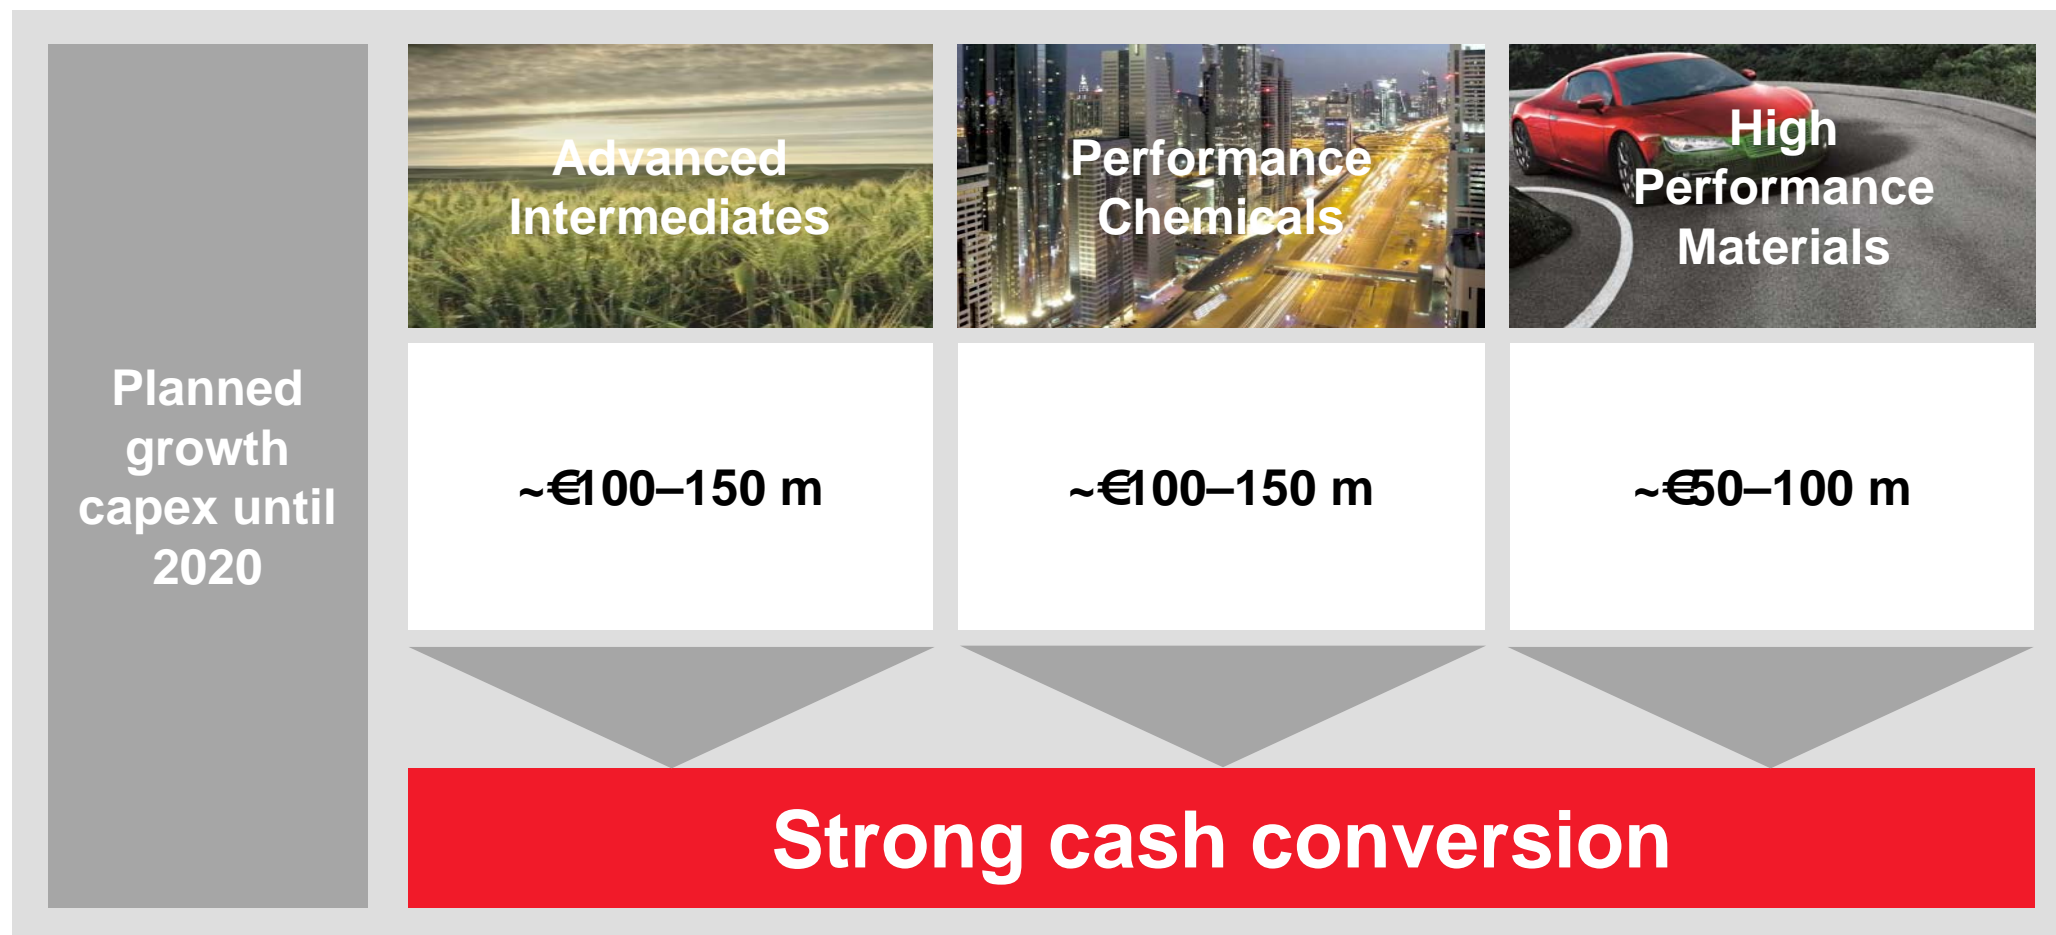 Advanced
Intermediates
Performance
Chemicals
High
Performance
Materials
Planned
growth
capex until
2020
~€100–150 m
~€100–150 m
~€50–100 m
Strong cash conversion